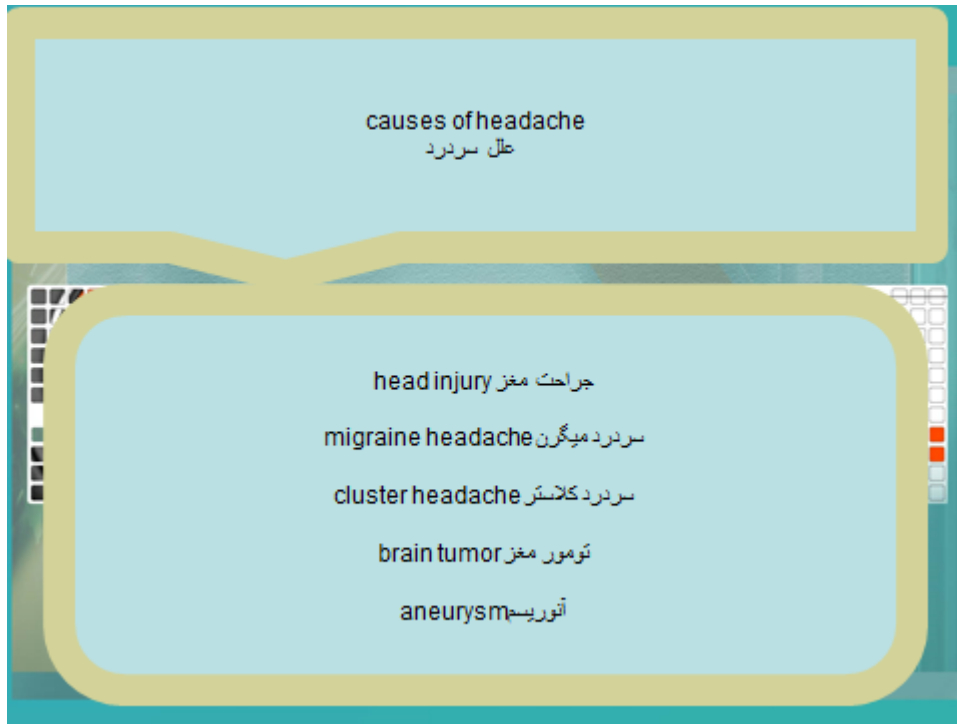 causes of headache
علل سردرد
head injury جراحت مغز
migraine headache سردرد میگرن
cluster headache سردرد کلاستر
brain tumor تومور مغز
aneurysm آنوریسم